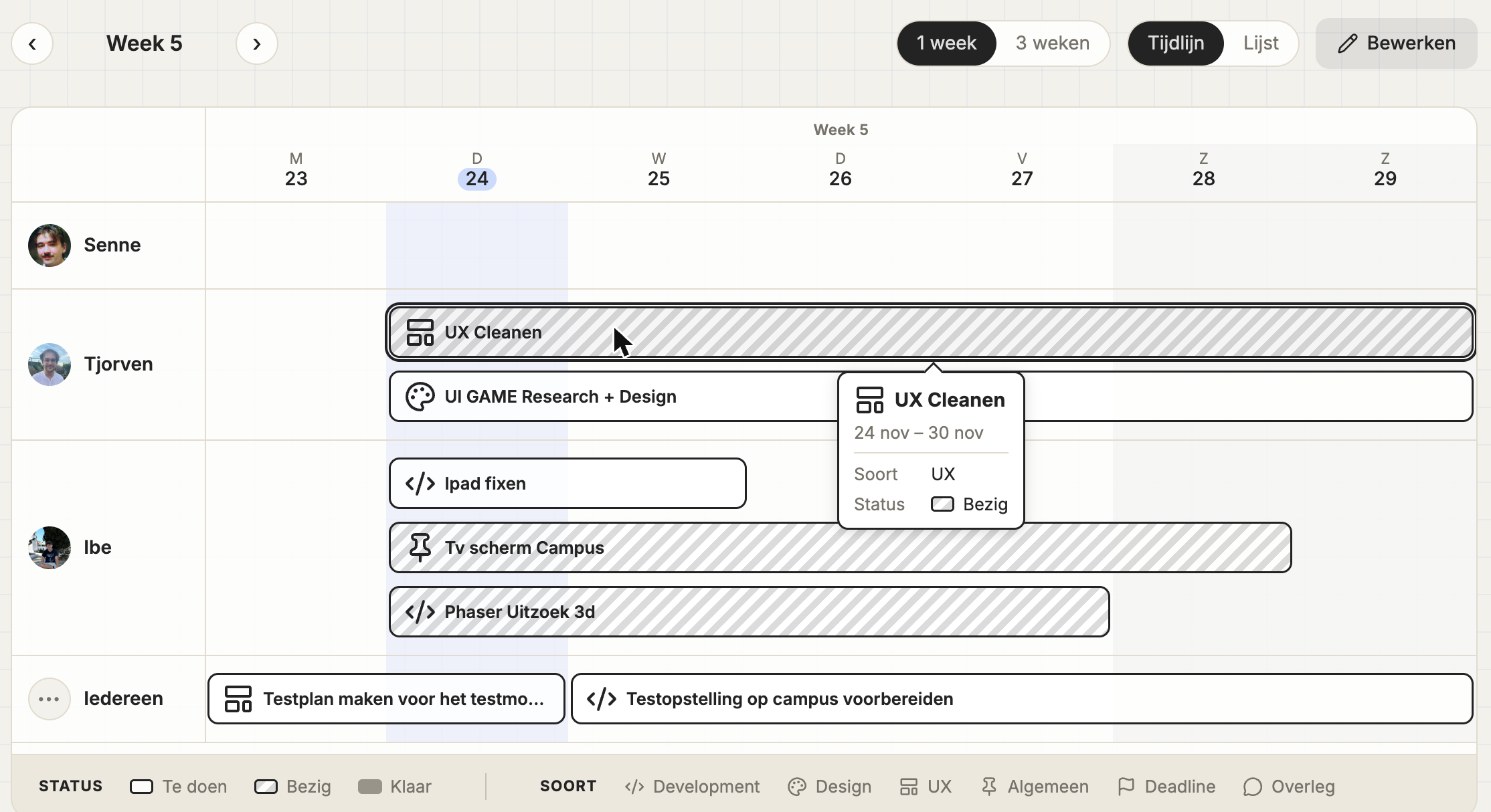 Week 5
1 week
3 weken
Tijdlijn
Lijst
Bewerken
Week 5
M
D
W
D
V
Z
Z
23
24
25
26
27
28
29
Senne
Tjorven
UX Cleanen
UI GAME Research + Design
UX Cleanen
24 nov – 30 nov
Soort UX
Status Bezig
Ibe
Ipad fixen
Tv scherm Campus
Phaser Uitzoek 3d
Iedereen
Testplan maken voor het testmo...
Testopstelling op campus voorbereiden
STATUS Te doen Bezig Klaar
SOORT Development Design UX Algemeen Deadline Overleg